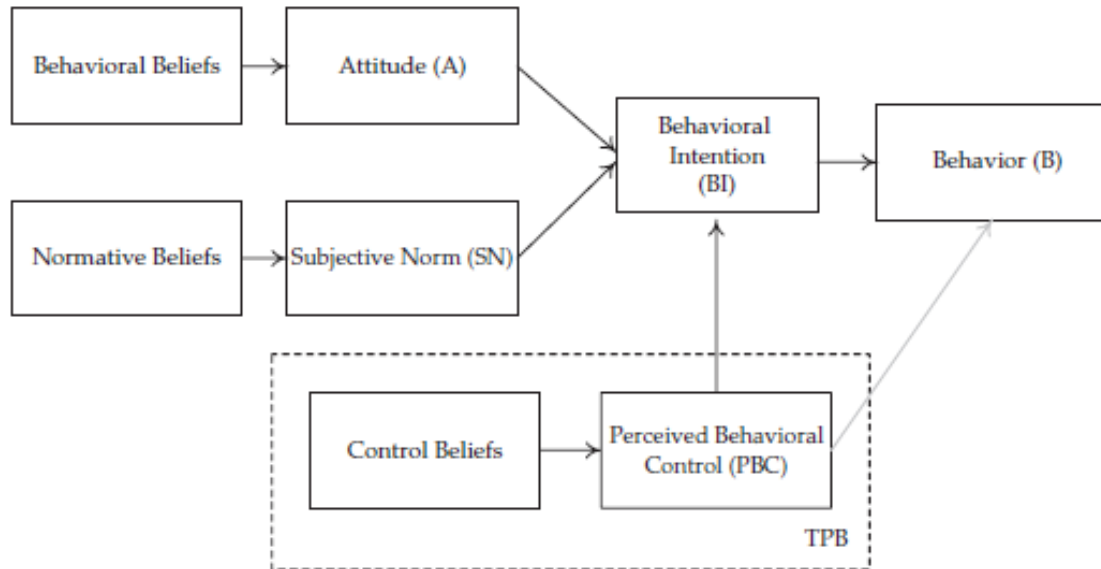 Behavioral Beliefs
Attitude (A)
Behavioral
Intention
(BI)
Behavior (B)
Normative Beliefs
Subjective Norm (SN)
Control Beliefs
Perceived Behavioral
Control (PBC)
TPB